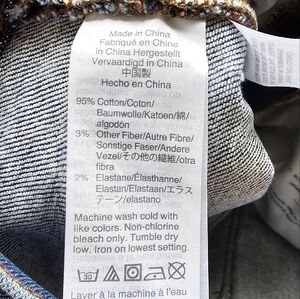 Made in China
Fabriqué en Chine
In China Hergestellt
Vervaardigd in China
中国製
Hecho en China
95% Cotton/Coton/
Baumwolle/Katoen/綿/
algodón
3% Other Fiber/Autre Fibre/
Sonstige Faser/Andere
Vezel/その他の繊維/otra
fibra
2% Elastane/Élasthanne/
Elastan/Elastaan/エラス
テーン/elastano
Machine wash cold with
like colors. Non-chlorine
bleach only. Tumble dry
low. Iron on lowest setting.
30
Layer à la machine à l'eau